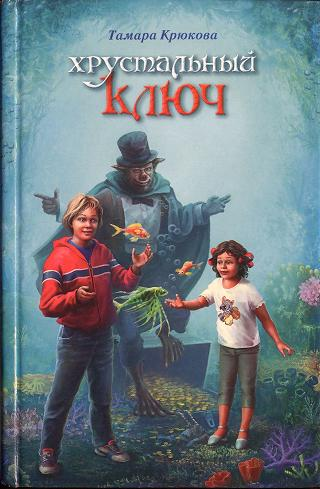 Тамара Крюкова
хрустальный
ключ